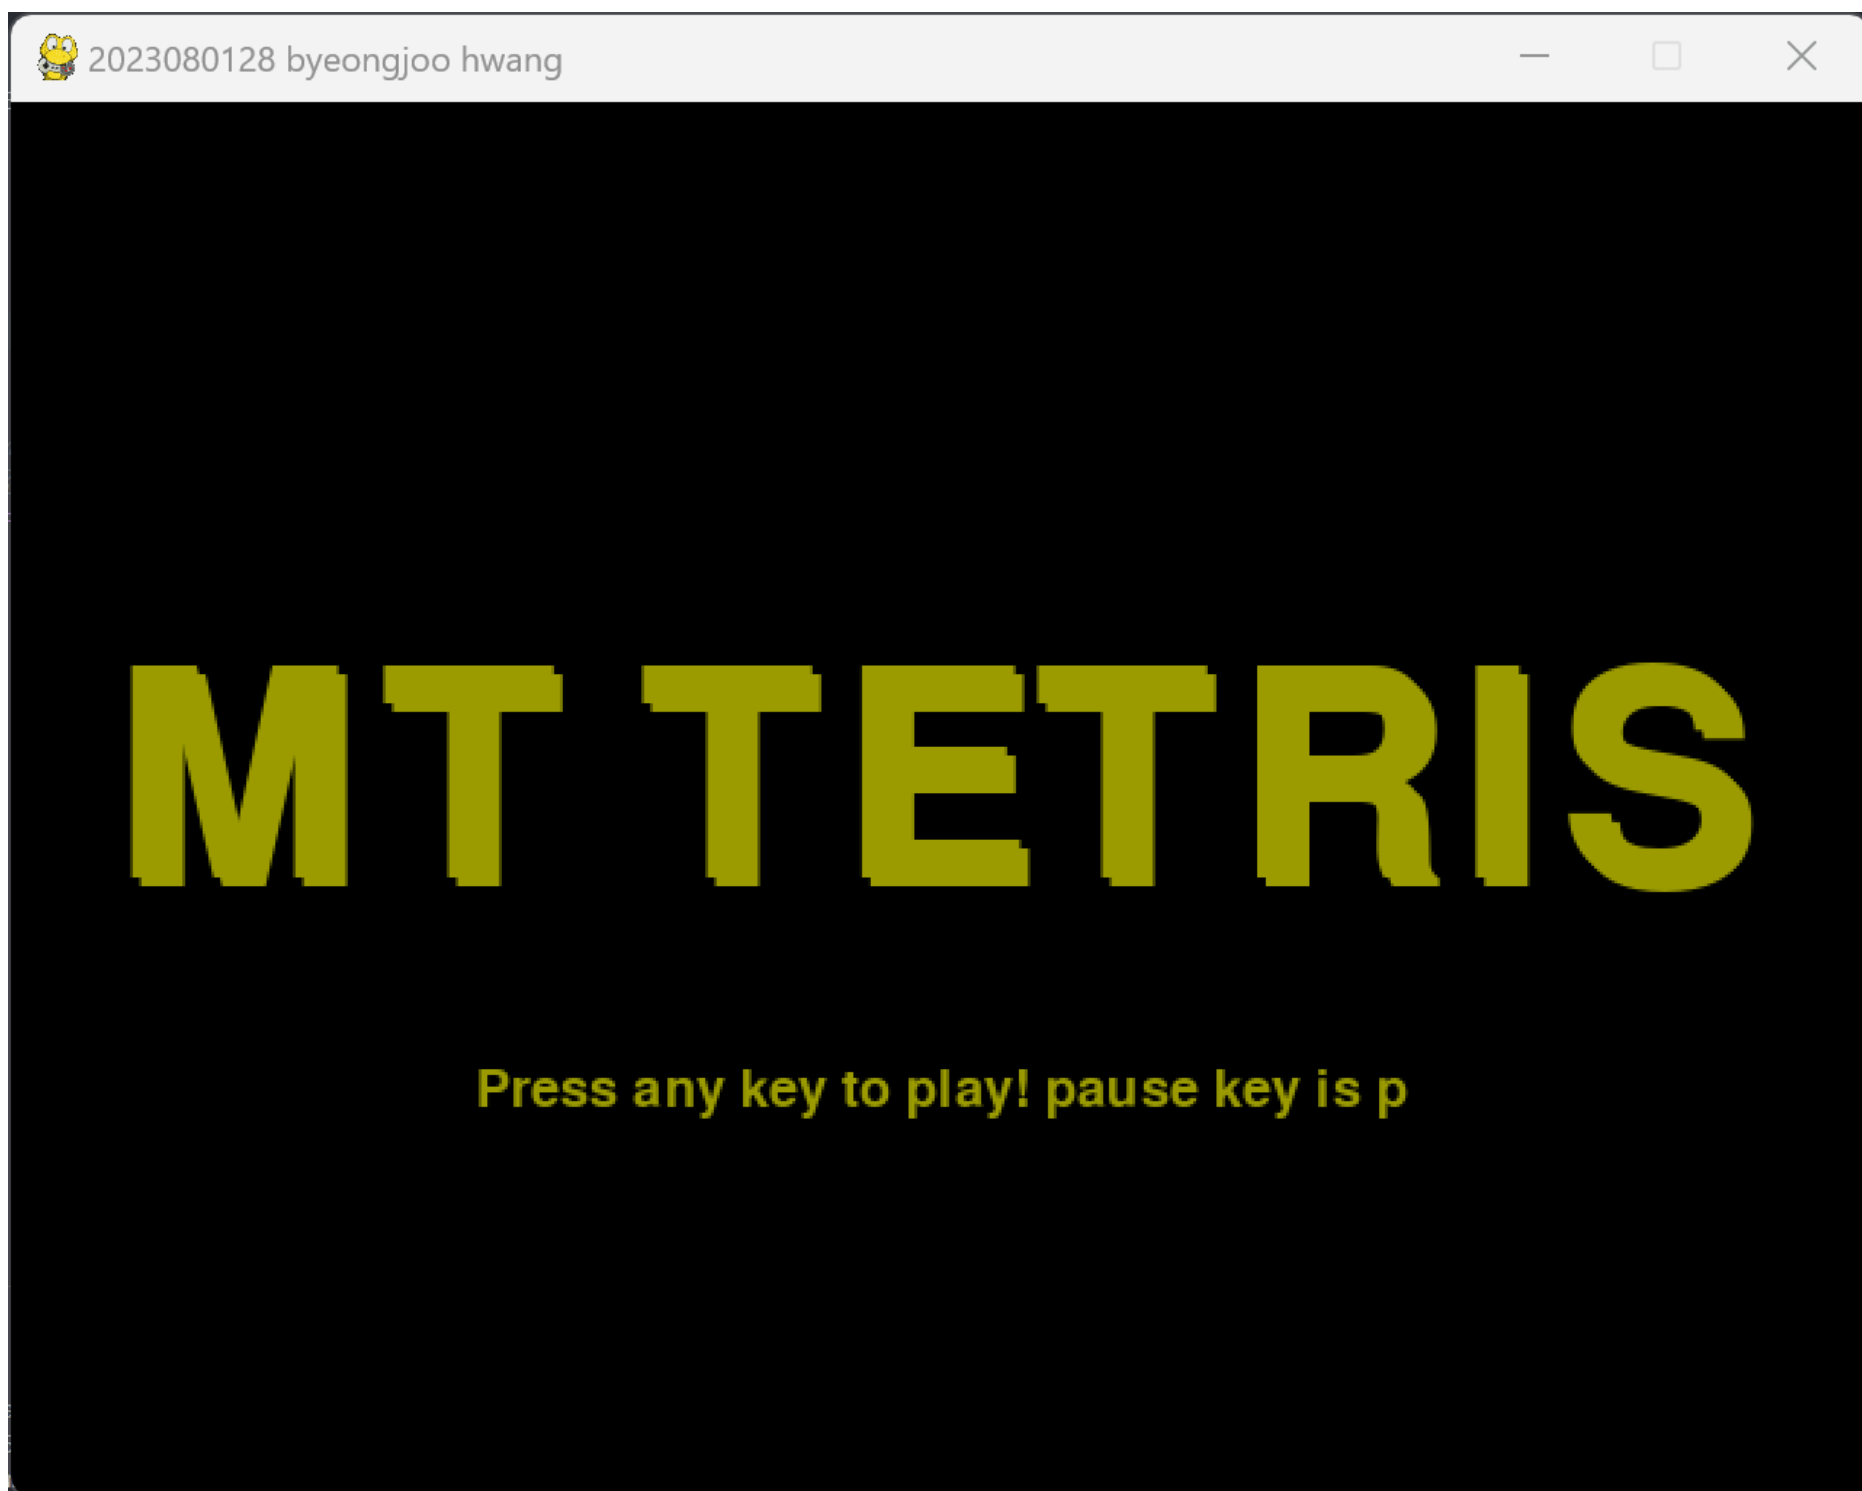 2023080128 byeongjoo hwang
MT TETRIS
Press any key to play! pause key is p